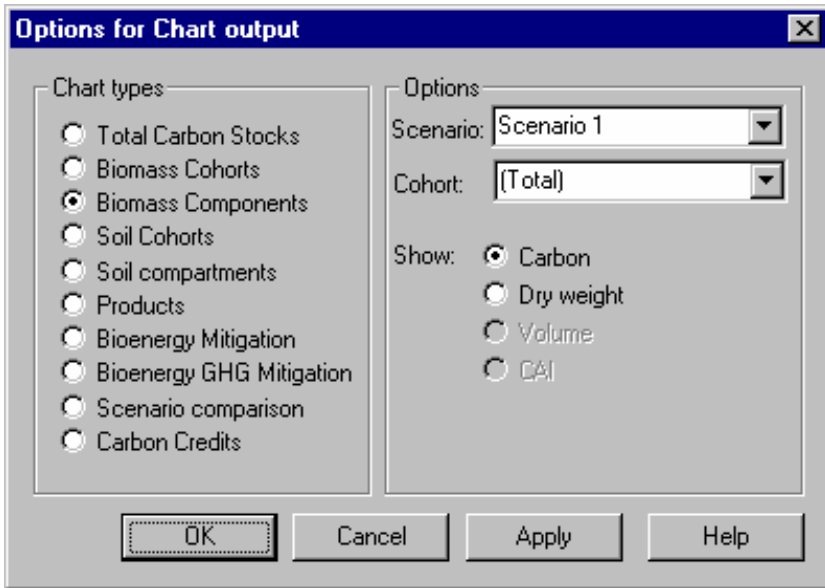 Options for Chart output
Chart types
Total Carbon Stocks
Biomass Cohorts
Biomass Components
Soil Cohorts
Soil compartments
Products
Bioenergy Mitigation
Bioenergy GHG Mitigation
Scenario comparison
Carbon Credits
Options
Scenario: Scenario 1
Cohort: (Total)
Show: Carbon
Dry weight
Volume
CAI
OK Cancel Apply Help